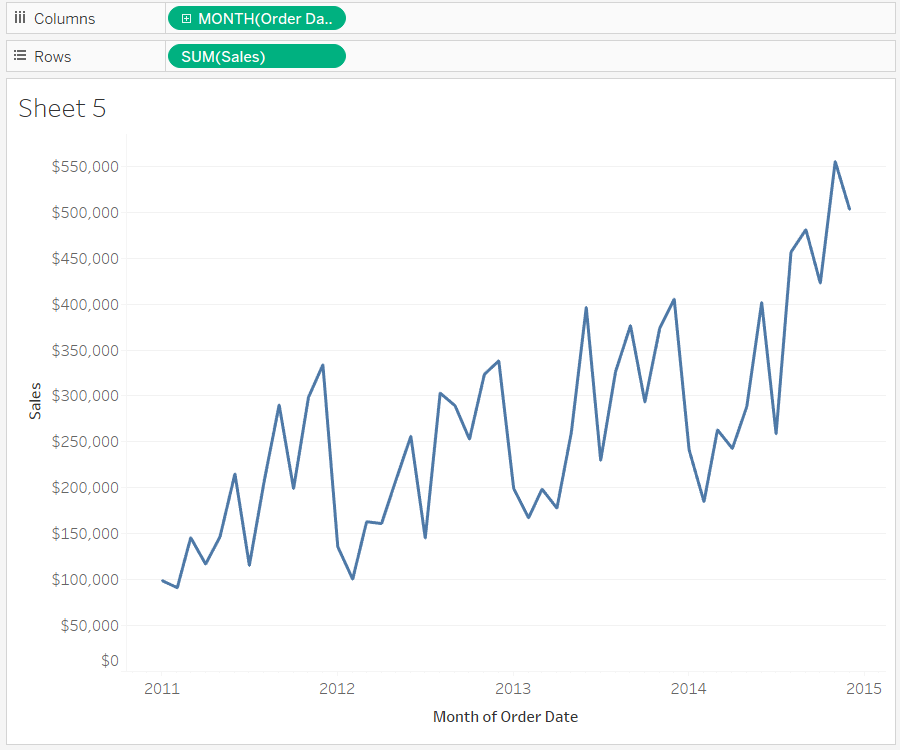 Columns MONTH(Order Da..
Rows SUM(Sales)
Sheet 5
$550,000
$500,000
$450,000
$400,000
$350,000
$300,000
$250,000
$200,000
$150,000
$100,000
$50,000
$0
Sales
2011 2012 2013 2014 2015
Month of Order Date